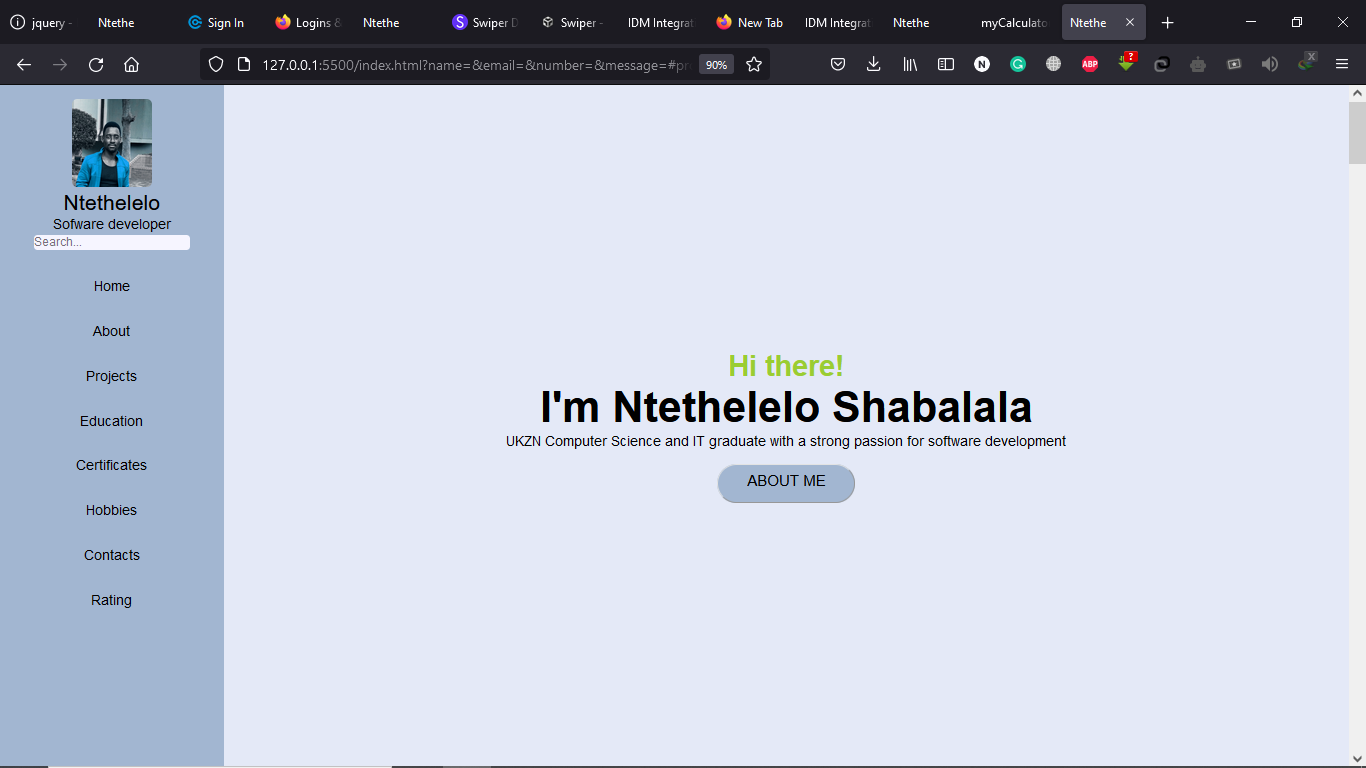 jquery -
Ntethe
Sign In
Logins &
Ntethe
Swiper D
Swiper -
IDM Integrat
New Tab
IDM Integrat
Ntethe
myCalculato
Ntethe
127.0.0.1:5500/index.html?name=&email=&number=&message=#pr
90%
N
G
ABP
?
X
Ntethelelo
Sofware developer
Search...
Home
About
Projects
Education
Certificates
Hobbies
Contacts
Rating
Hi there!
I'm Ntethelelo Shabalala
UKZN Computer Science and IT graduate with a strong passion for software development
ABOUT ME